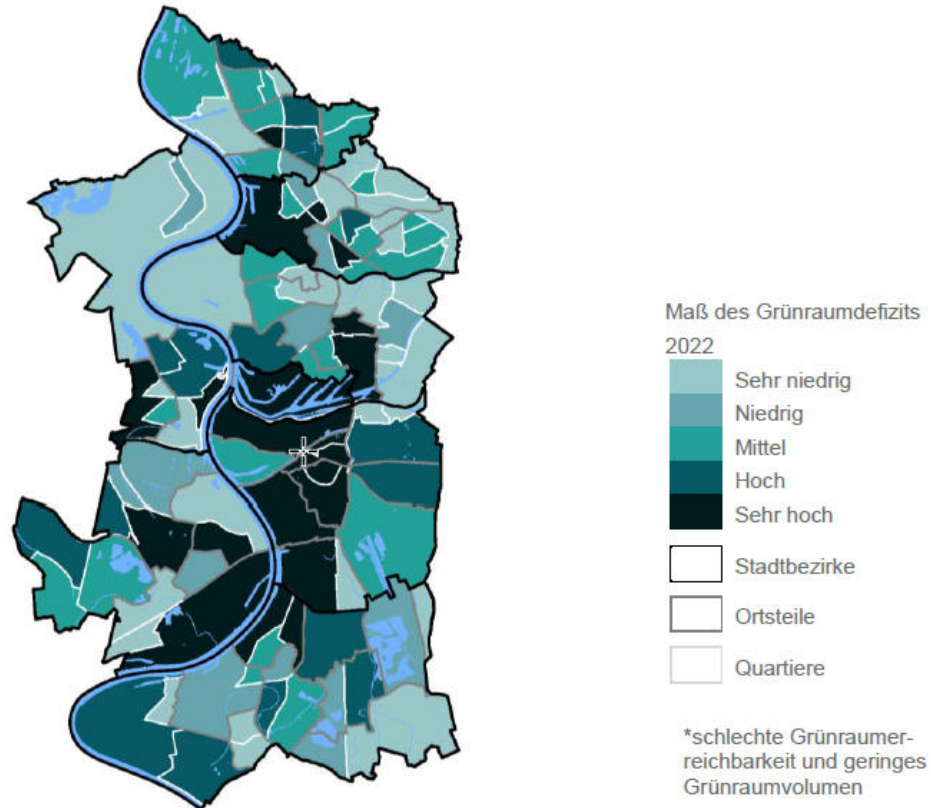 Maß des Grünraumdefizits
2022
Sehr niedrig
Niedrig
Mittel
Hoch
Sehr hoch
Stadtbezirke
Ortsteile
Quartiere
*schlechte Grünraumer-
reichbarkeit und geringes
Grünraumvolumen